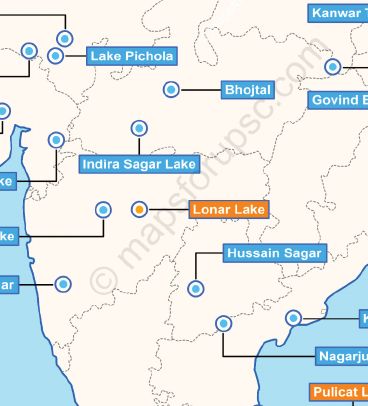 Kanwar T
Lake Pichola
Bhojtal
Govind B
Indira Sagar Lake
ke
Lonar Lake
ke
Hussain Sagar
ar
K
Nagarju
Pulicat L
© mapsforupsc.com